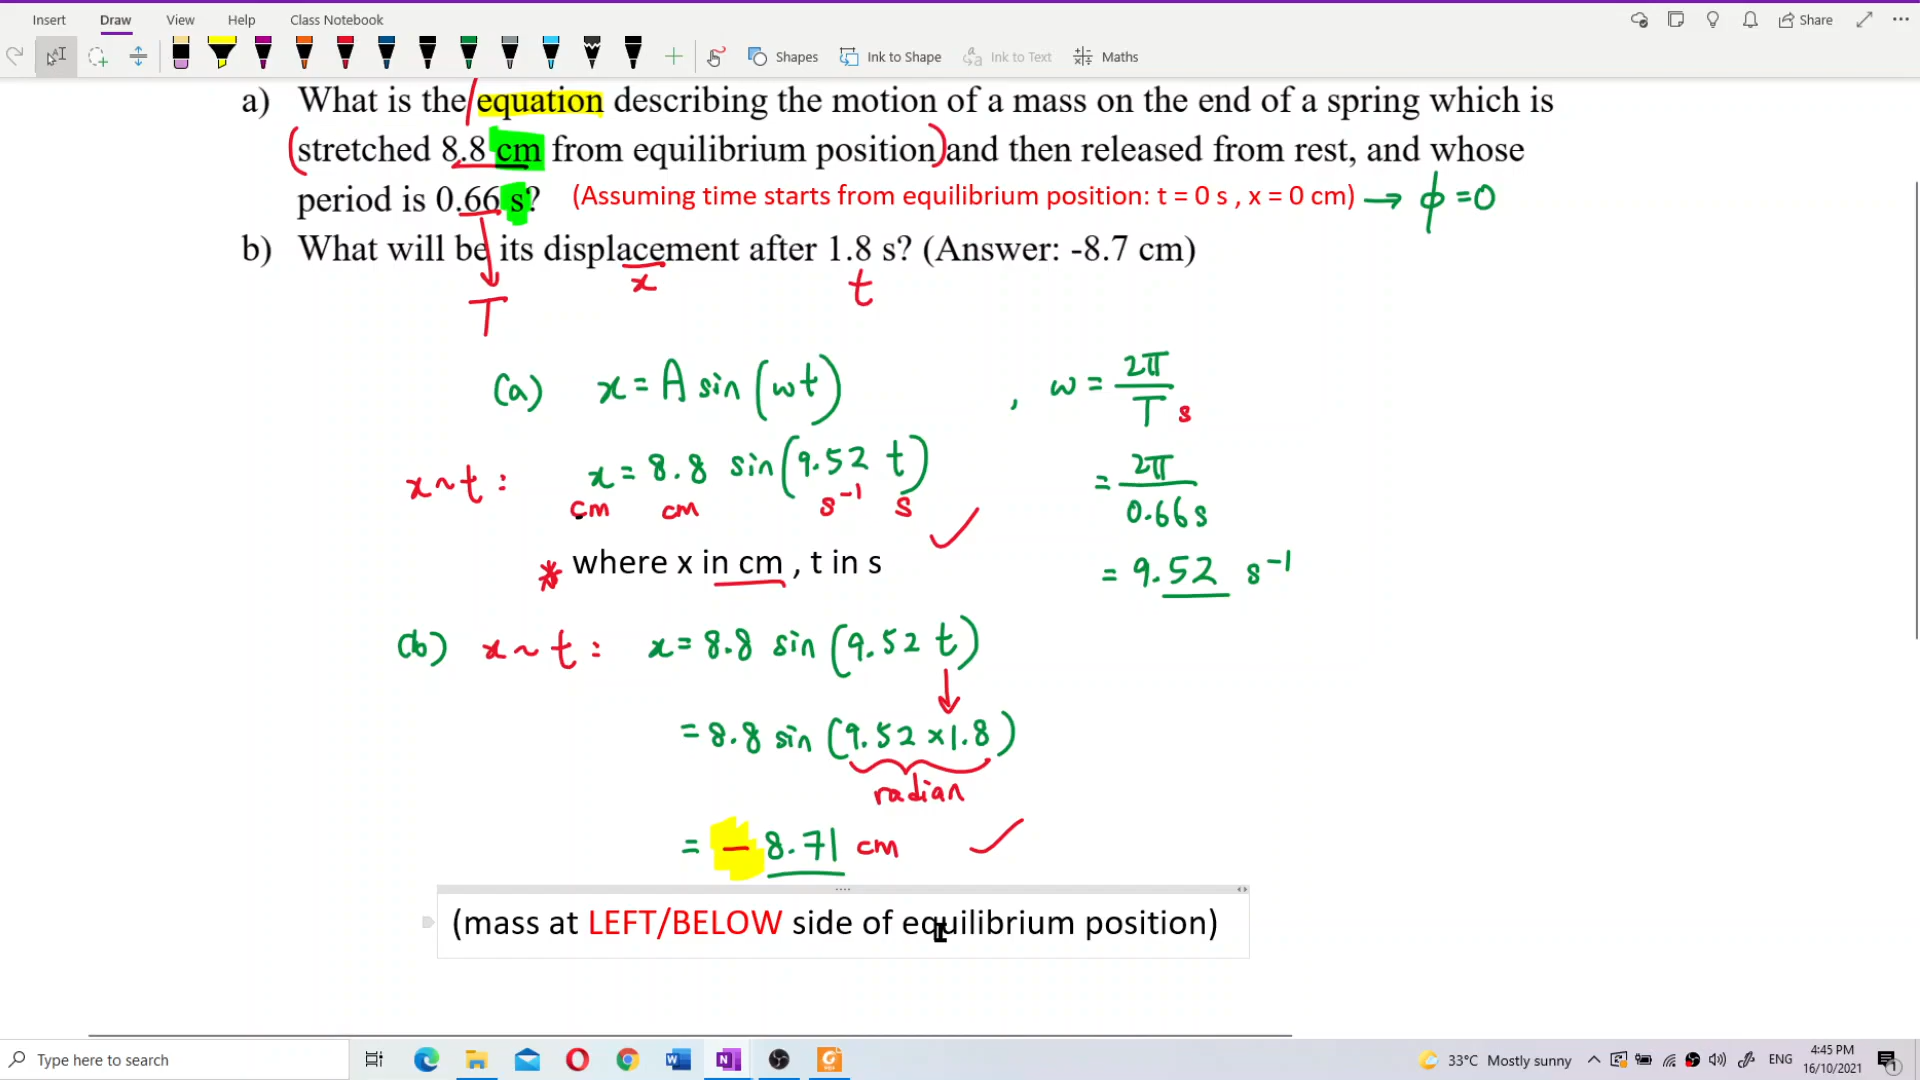 Insert Draw View Help Class Notebook Share
Shapes Ink to Shape Ink to Text Maths
a) What is the equation describing the motion of a mass on the end of a spring which is
stretched 8.8 cm from equilibrium position and then released from rest, and whose
period is 0.66 s? (Assuming time starts from equilibrium position: t = 0 s , x = 0 cm) → ϕ = 0
b) What will be its displacement after 1.8 s? (Answer: -8.7 cm)
x t
T
(a) x = A sin (ωt) , ω = 2π / T s
x ~ t : x = 8.8 sin (9.52 t) = 2π / 0.66 s
cm cm s⁻¹ s
* where x in cm , t in s = 9.52 s⁻¹
(b) x ~ t : x = 8.8 sin (9.52 t)
= 8.8 sin (9.52 × 1.8)
radian
= - 8.71 cm
(mass at LEFT/BELOW side of equilibrium position)
Type here to search 33°C Mostly sunny ENG 4:45 PM
16/10/2021